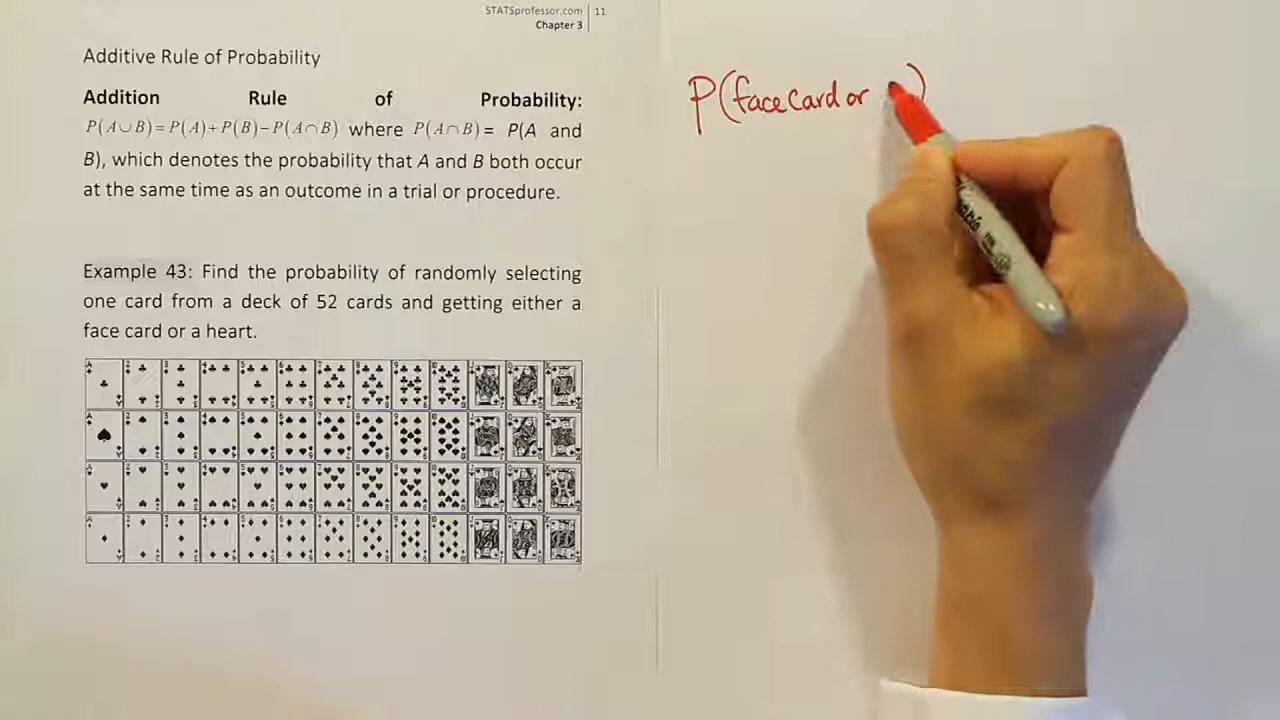 STATSprofessor.com | 11
Chapter 3
Additive Rule of Probability
Addition Rule of Probability:
P(A∪B)=P(A)+P(B)−P(A∩B) where P(A∩B)= P(A and
B), which denotes the probability that A and B both occur
at the same time as an outcome in a trial or procedure.
Example 43: Find the probability of randomly selecting
one card from a deck of 52 cards and getting either a
face card or a heart.
P(face card or )